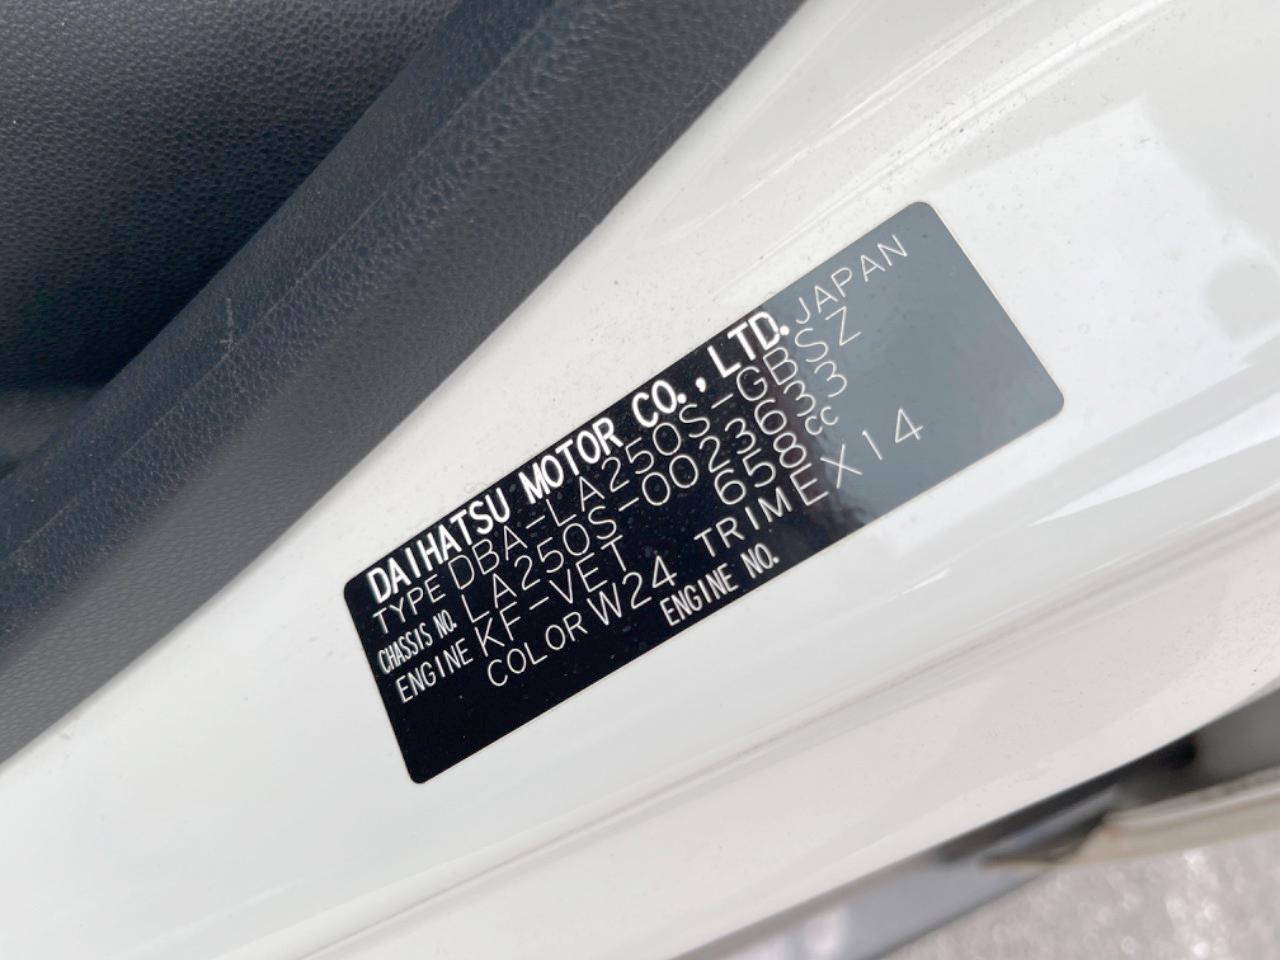 DAIHATSU MOTOR CO., LTD. JAPAN
TYPE DBA-LA250S-GBSZ
CHASSIS NO. LA250S-0023633
ENGINE KF-VET 658cc
COLOR W24 TRIM EX14
ENGINE NO.